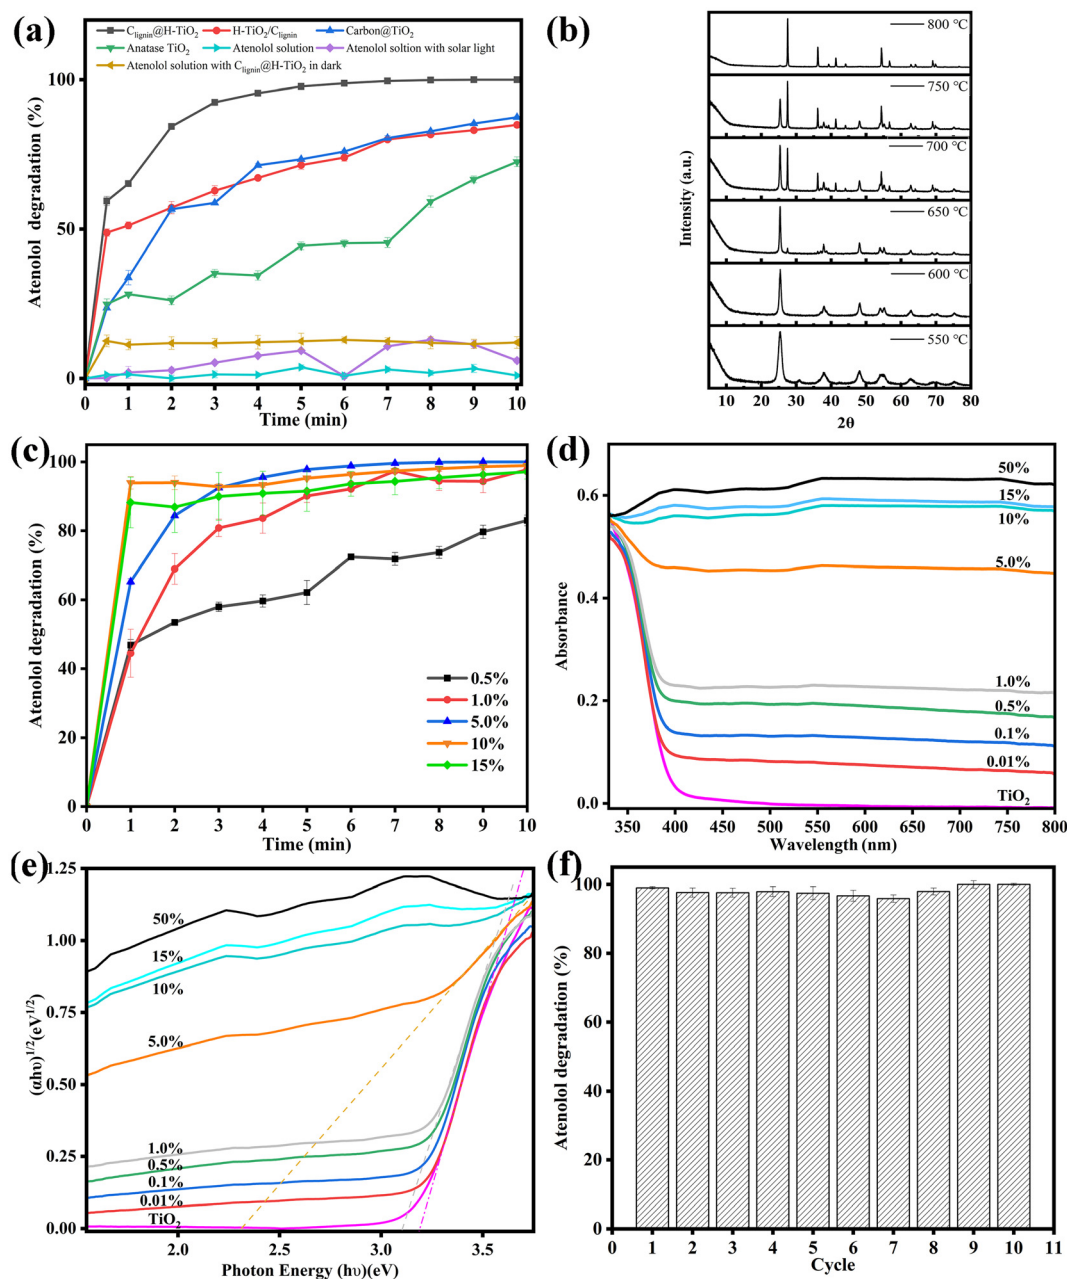 (a)
C_lignin@H-TiO₂ H-TiO₂/C_lignin Carbon@TiO₂
Anatase TiO₂ Atenolol solution Atenolol soltion with solar light
Atenolol solution with C_lignin@H-TiO₂ in dark
Atenolol degradation (%)
100
50
0
0 1 2 3 4 5 6 7 8 9 10
Time (min)
(b)
800 °C
750 °C
700 °C
650 °C
600 °C
550 °C
Intensity (a.u.)
10 20 30 40 50 60 70 80
2θ
(c)
Atenolol degradation (%)
100
80
60
40
20
0
0.5%
1.0%
5.0%
10%
15%
0 1 2 3 4 5 6 7 8 9 10
Time (min)
(d)
Absorbance
0.6
0.4
0.2
0.0
50%
15%
10%
5.0%
1.0%
0.5%
0.1%
0.01%
TiO₂
350 400 450 500 550 600 650 700 750 800
Wavelength (nm)
(e)
(αhυ)^1/2(eV^1/2)
1.25
1.00
0.75
0.50
0.25
0.00
50%
15%
10%
5.0%
1.0%
0.5%
0.1%
0.01%
TiO₂
2.0 2.5 3.0 3.5
Photon Energy (hυ)(eV)
(f)
Atenolol degradation (%)
100
80
60
40
20
0
0 1 2 3 4 5 6 7 8 9 10 11
Cycle